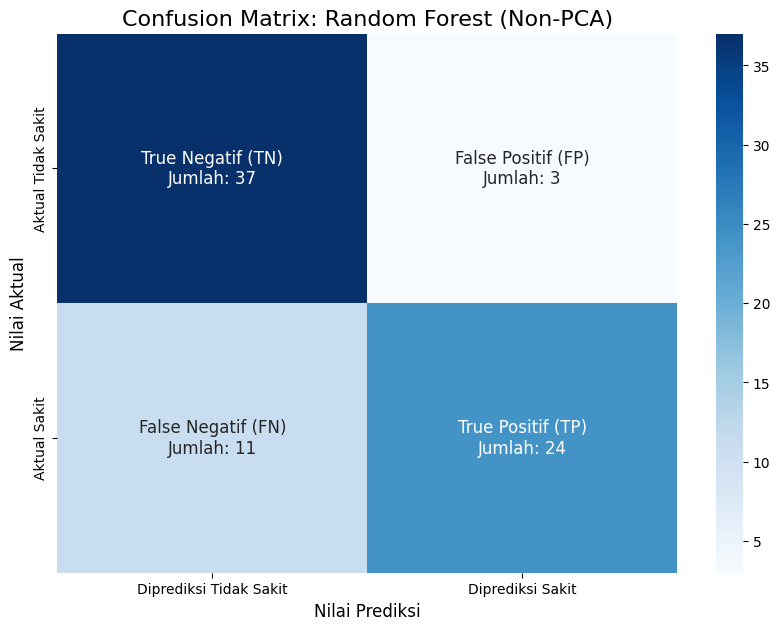 Confusion Matrix: Random Forest (Non-PCA)
Nilai Aktual
Aktual Tidak Sakit
True Negatif (TN)
Jumlah: 37
False Positif (FP)
Jumlah: 3
Aktual Sakit
False Negatif (FN)
Jumlah: 11
True Positif (TP)
Jumlah: 24
Diprediksi Tidak Sakit
Diprediksi Sakit
Nilai Prediksi
35
30
25
20
15
10
5